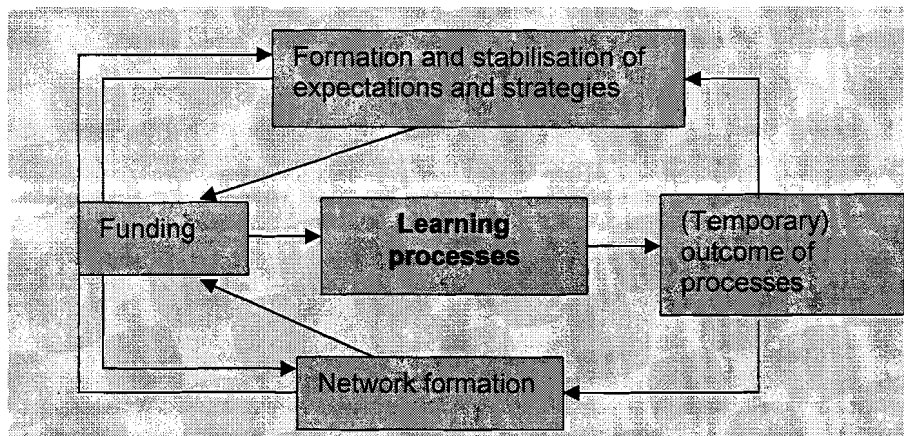 Formation and stabilisation of
expectations and strategies
Funding
Learning
processes
(Temporary)
outcome of
processes
Network formation